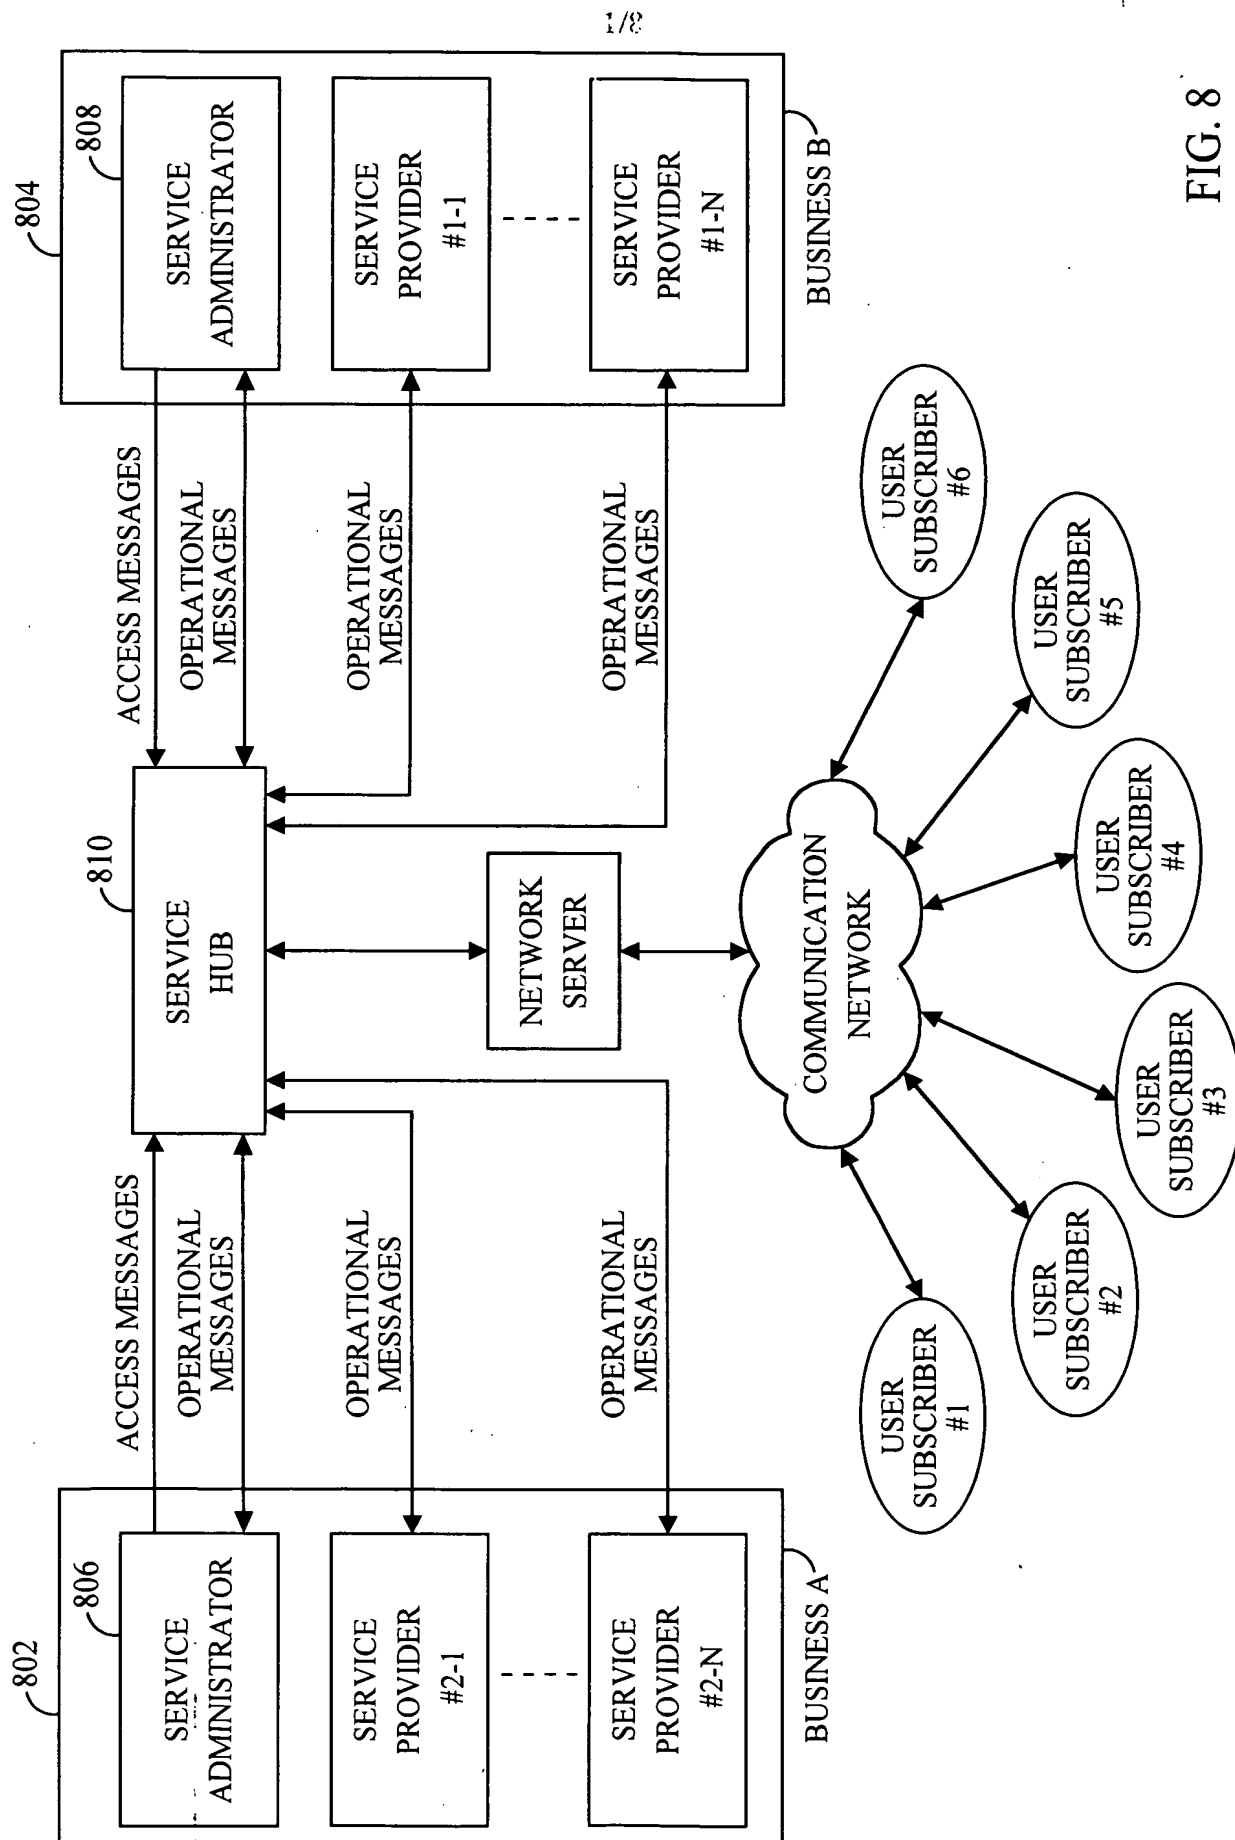 1/8
802
806
SERVICE
ADMINISTRATOR
SERVICE
PROVIDER
#2-1
SERVICE
PROVIDER
#2-N
BUSINESS A
ACCESS MESSAGES
OPERATIONAL
MESSAGES
OPERATIONAL
MESSAGES
OPERATIONAL
MESSAGES
810
SERVICE
HUB
NETWORK
SERVER
COMMUNICATION
NETWORK
ACCESS MESSAGES
OPERATIONAL
MESSAGES
OPERATIONAL
MESSAGES
OPERATIONAL
MESSAGES
804
808
SERVICE
ADMINISTRATOR
SERVICE
PROVIDER
#1-1
SERVICE
PROVIDER
#1-N
BUSINESS B
USER
SUBSCRIBER
#1
USER
SUBSCRIBER
#2
USER
SUBSCRIBER
#3
USER
SUBSCRIBER
#4
USER
SUBSCRIBER
#5
USER
SUBSCRIBER
#6
FIG. 8